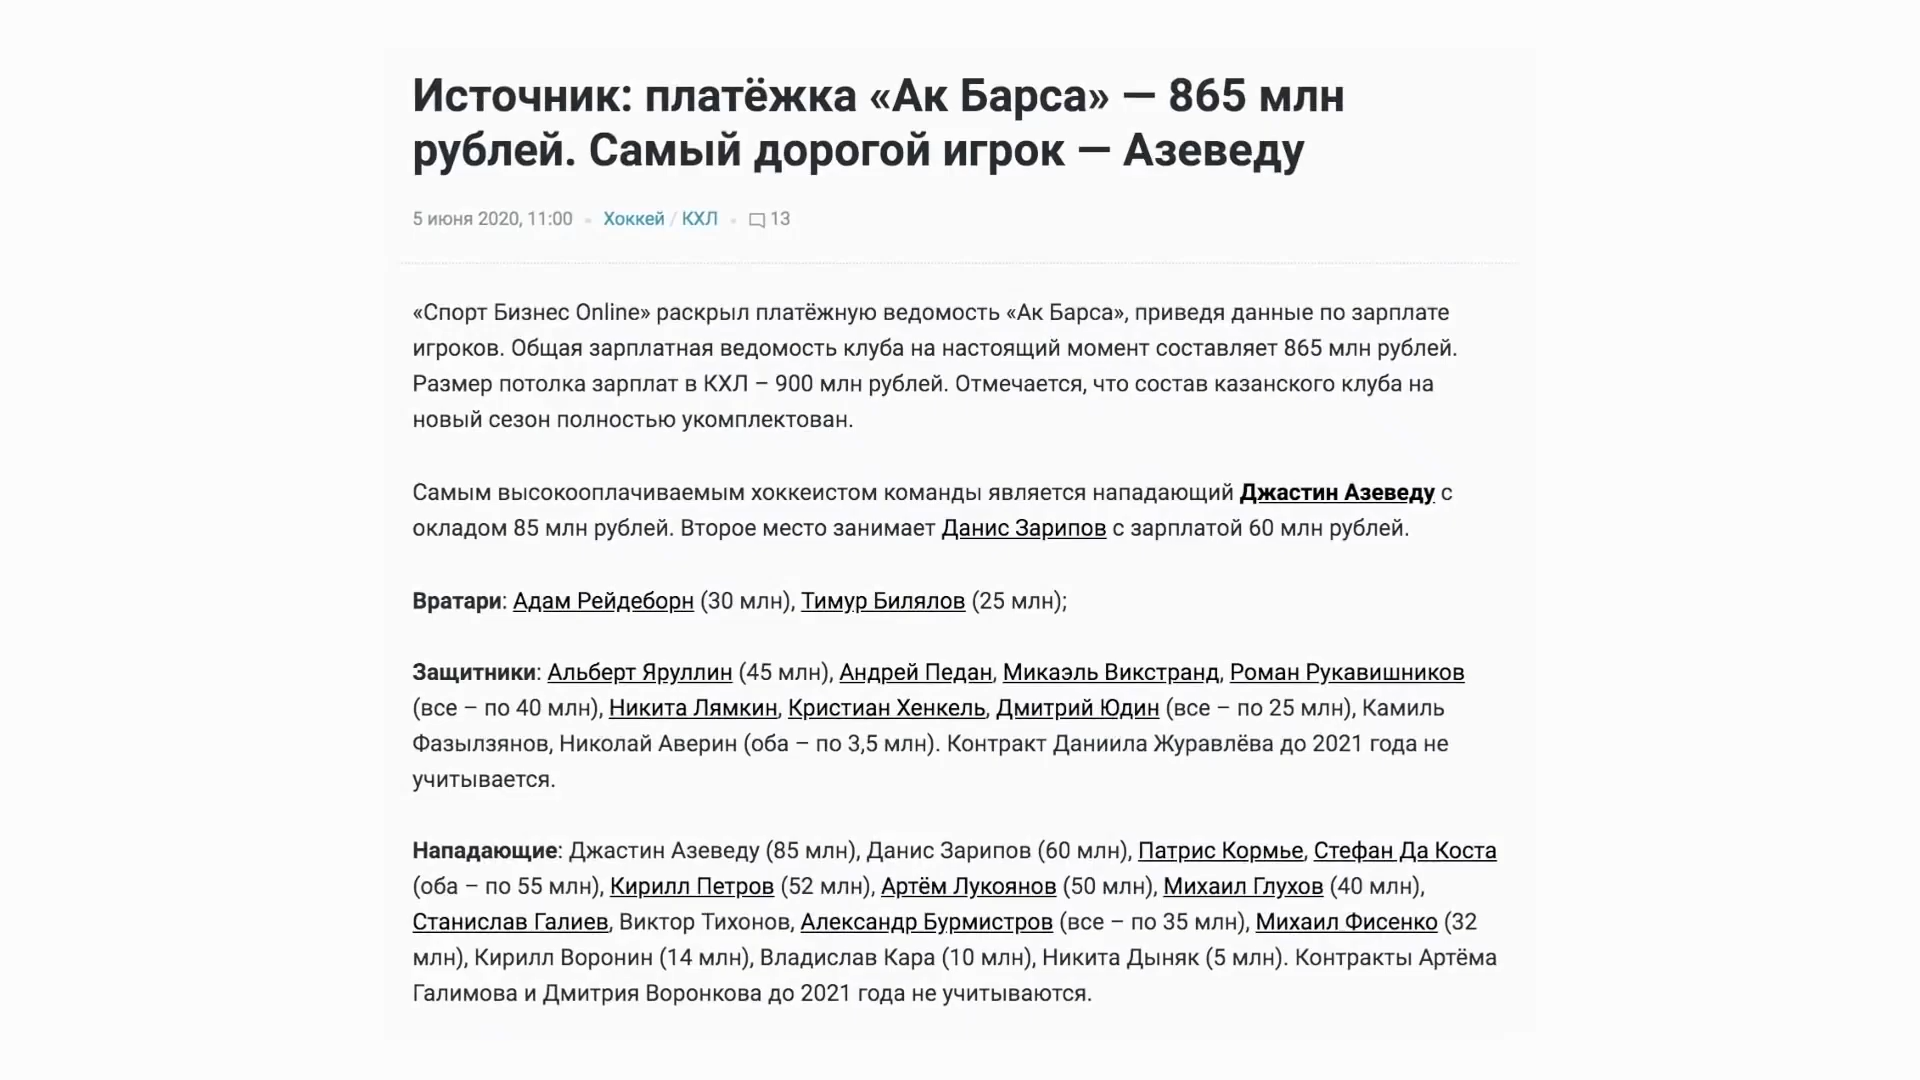 Источник: платёжка «Ак Барса» — 865 млн
рублей. Самый дорогой игрок — Азеведу
5 июня 2020, 11:00 Хоккей / КХЛ 13
«Спорт Бизнес Online» раскрыл платёжную ведомость «Ак Барса», приведя данные по зарплате
игроков. Общая зарплатная ведомость клуба на настоящий момент составляет 865 млн рублей.
Размер потолка зарплат в КХЛ – 900 млн рублей. Отмечается, что состав казанского клуба на
новый сезон полностью укомплектован.
Самым высокооплачиваемым хоккеистом команды является нападающий Джастин Азеведу с
окладом 85 млн рублей. Второе место занимает Данис Зарипов с зарплатой 60 млн рублей.
Вратари: Адам Рейдеборн (30 млн), Тимур Билялов (25 млн);
Защитники: Альберт Яруллин (45 млн), Андрей Педан, Микаэль Викстранд, Роман Рукавишников
(все – по 40 млн), Никита Лямкин, Кристиан Хенкель, Дмитрий Юдин (все – по 25 млн), Камиль
Фазылзянов, Николай Аверин (оба – по 3,5 млн). Контракт Даниила Журавлёва до 2021 года не
учитывается.
Нападающие: Джастин Азеведу (85 млн), Данис Зарипов (60 млн), Патрис Кормье, Стефан Да Коста
(оба – по 55 млн), Кирилл Петров (52 млн), Артём Лукоянов (50 млн), Михаил Глухов (40 млн),
Станислав Галиев, Виктор Тихонов, Александр Бурмистров (все – по 35 млн), Михаил Фисенко (32
млн), Кирилл Воронин (14 млн), Владислав Кара (10 млн), Никита Дыняк (5 млн). Контракты Артёма
Галимова и Дмитрия Воронкова до 2021 года не учитываются.